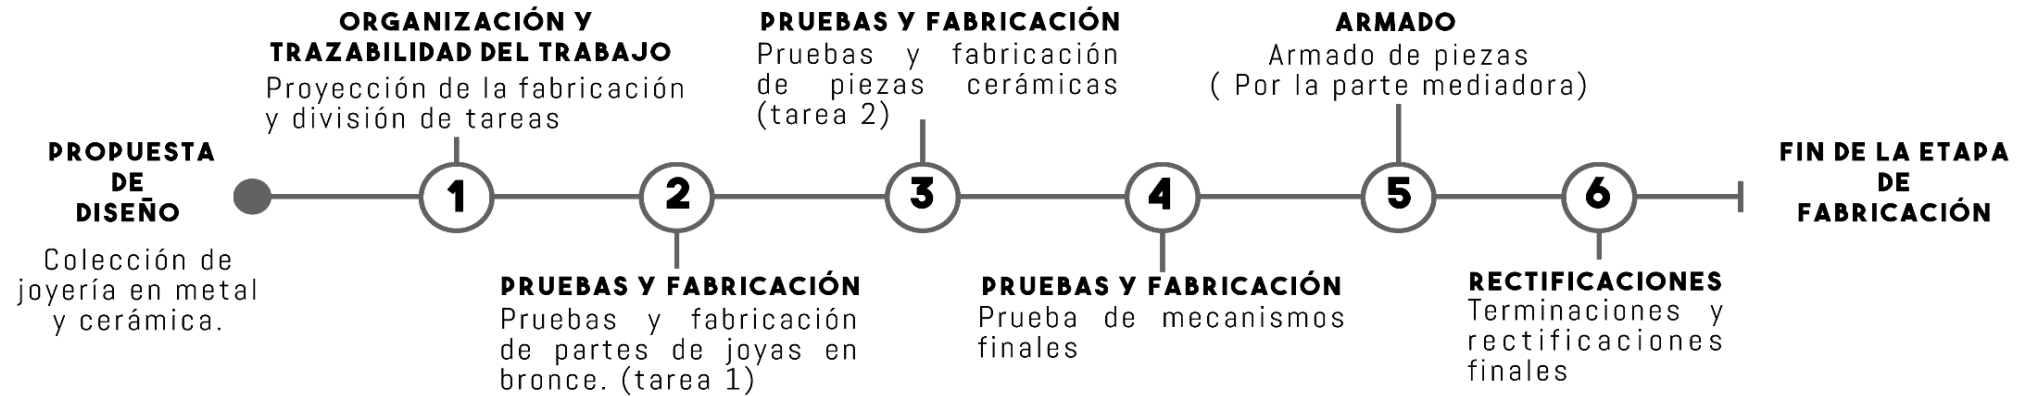 PROPUESTA
DE
DISEÑO
Colección de
joyería en metal
y cerámica.
ORGANIZACIÓN Y
TRAZABILIDAD DEL TRABAJO
Proyección de la fabricación
y división de tareas
1
2
PRUEBAS Y FABRICACIÓN
Pruebas y fabricación
de partes de joyas en
bronce. (tarea 1)
PRUEBAS Y FABRICACIÓN
Pruebas y fabricación
de piezas cerámicas
(tarea 2)
3
4
PRUEBAS Y FABRICACIÓN
Prueba de mecanismos
finales
ARMADO
Armado de piezas
( Por la parte mediadora)
5
6
RECTIFICACIONES
Terminaciones y
rectificaciones
finales
FIN DE LA ETAPA
DE
FABRICACIÓN